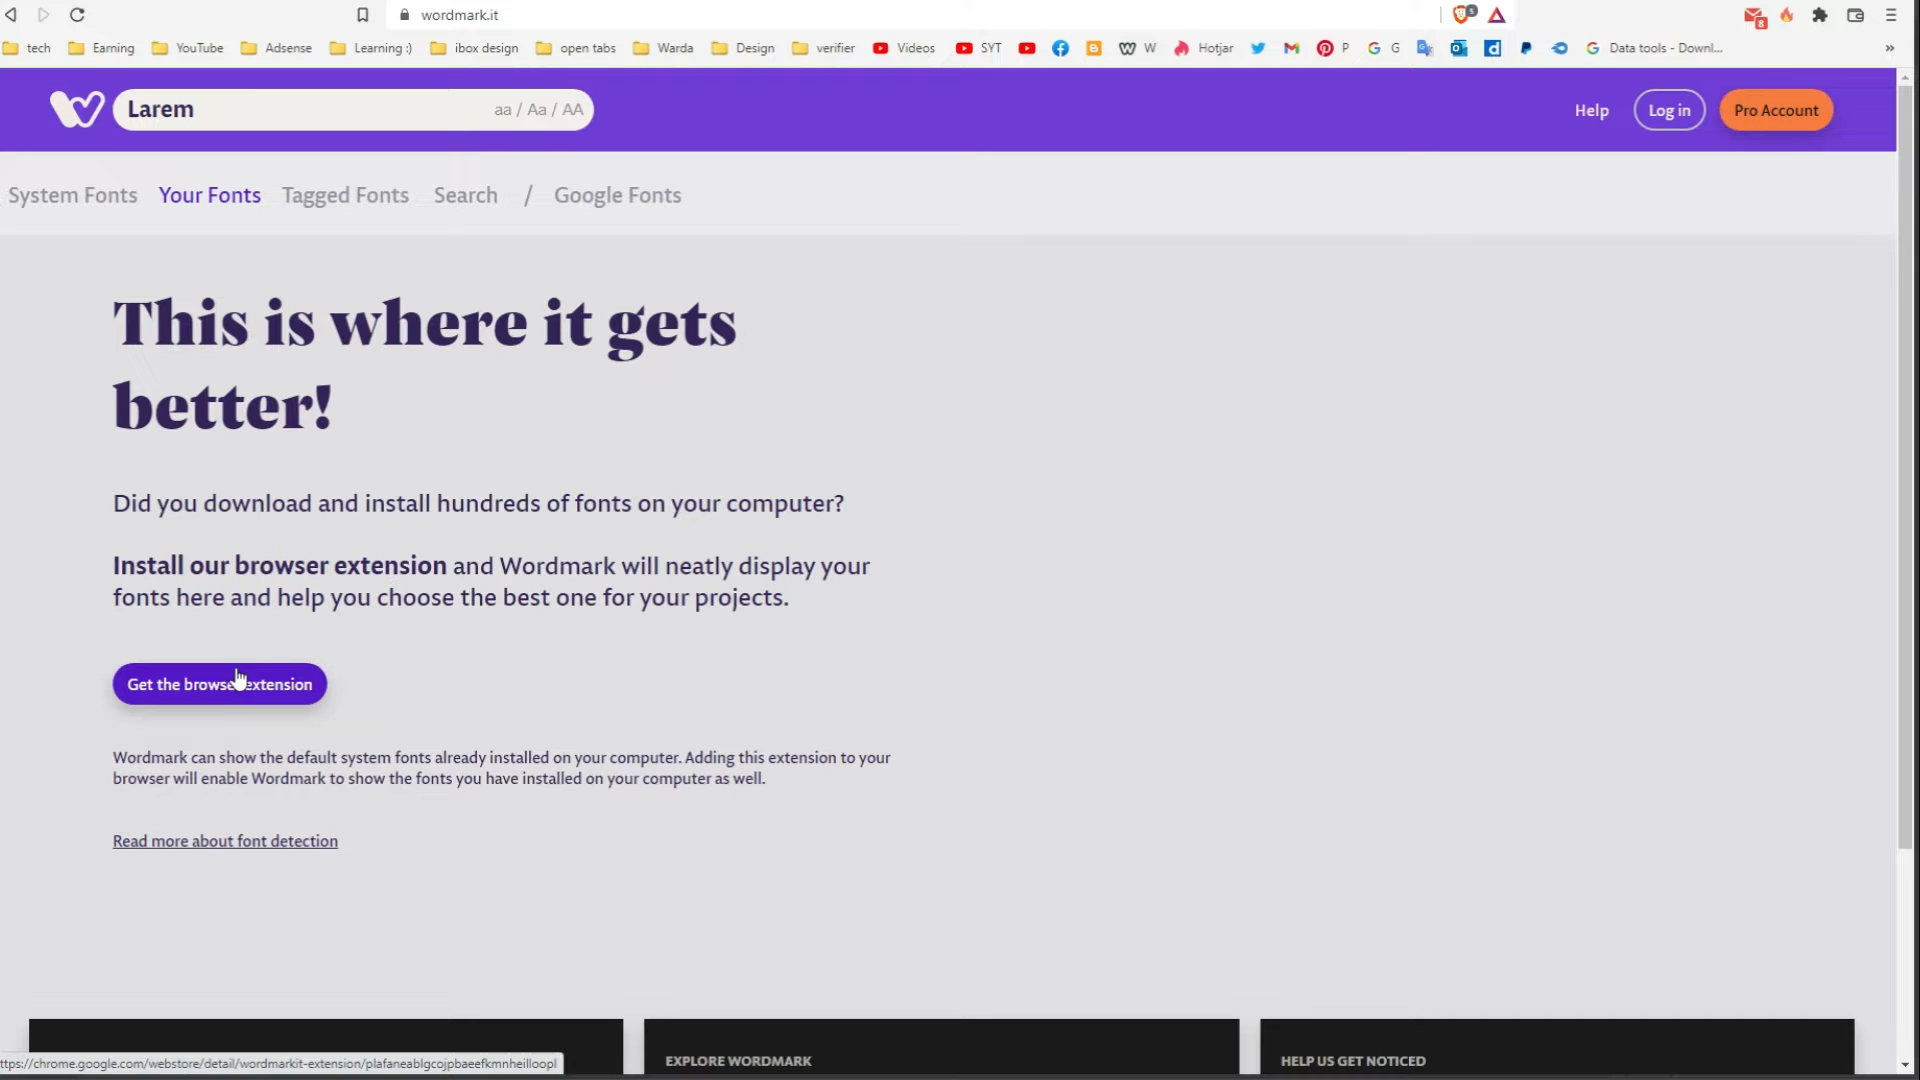 wordmark.it
5
8
tech Earning YouTube Adsense Learning :) ibox design open tabs Warda Design verifier Videos SYT W Hotjar P G Data tools - Downl... »
Larem aa / Aa / AA Help Log in Pro Account
System Fonts Your Fonts Tagged Fonts Search / Google Fonts
This is where it gets
better!
Did you download and install hundreds of fonts on your computer?
Install our browser extension and Wordmark will neatly display your
fonts here and help you choose the best one for your projects.
Get the browser extension
Wordmark can show the default system fonts already installed on your computer. Adding this extension to your
browser will enable Wordmark to show the fonts you have installed on your computer as well.
Read more about font detection
EXPLORE WORDMARK HELP US GET NOTICED
ttps://chrome.google.com/webstore/detail/wordmarkit-extension/plafaneablgcojpbaeefkmnheilloopl